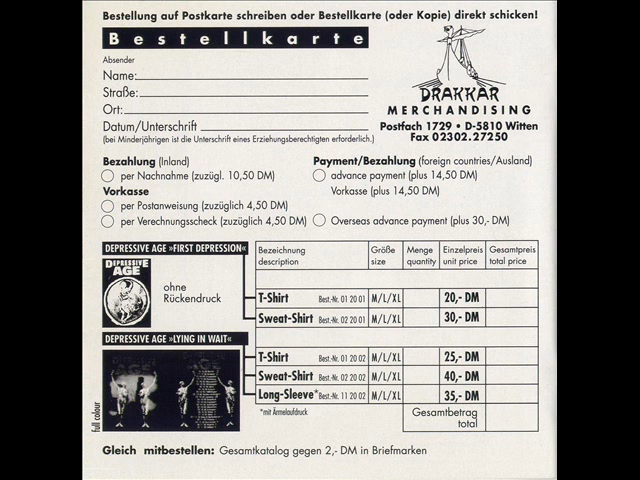 Bestellung auf Postkarte schreiben oder Bestellkarte (oder Kopie) direkt schicken!
Bestellkarte
Absender
Name:
Straße:
Ort:
Datum/Unterschrift
(bei Minderjährigen ist die Unterschrift eines Erziehungsberechtigten erforderlich.)
DRAKKAR
MERCHANDISING
Postfach 1729 • D-5810 Witten
Fax 02302.27250
Bezahlung (Inland)
per Nachnahme (zuzügl. 10,50 DM)
Vorkasse
per Postanweisung (zuzüglich 4,50 DM)
per Verrechnungsscheck (zuzüglich 4,50 DM)
Payment/Bezahlung (foreign countries/Ausland)
advance payment (plus 14,50 DM)
Vorkasse (plus 14,50 DM)
Overseas advance payment (plus 30,- DM)
DEPRESSIVE AGE »FIRST DEPRESSION«
DEPRESSIVE
AGE
ohne
Rückendruck
Bezeichnung description Größe size Menge quantity Einzelpreis unit price Gesamtpreis total price
T-Shirt Best.-Nr. 01 20 01 M/L/XL 20,- DM
Sweat-Shirt Best.-Nr. 02 20 01 M/L/XL 30,- DM
DEPRESSIVE AGE »LYING IN WAIT«
T-Shirt Best.-Nr. 01 20 02 M/L/XL 25,- DM
Sweat-Shirt Best.-Nr. 02 20 02 M/L/XL 40,- DM
Long-Sleeve* Best.-Nr. 11 20 02 M/L/XL 35,- DM
*mit Ärmelaufdruck
Gesamtbetrag
total
full colour
Gleich mitbestellen: Gesamtkatalog gegen 2,- DM in Briefmarken